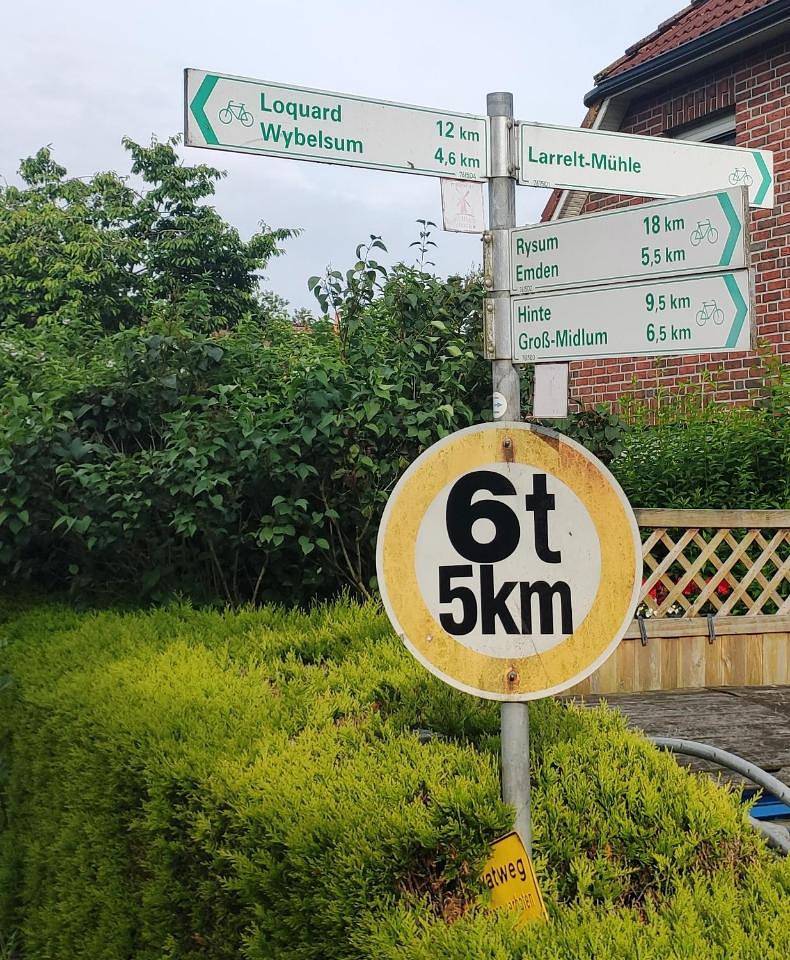 Loquard 12 km
Wybelsum 4,6 km
Larrelt-Mühle
Rysum 18 km
Emden 5,5 km
Hinte 9,5 km
Groß-Midlum 6,5 km
6t
5km
atweg